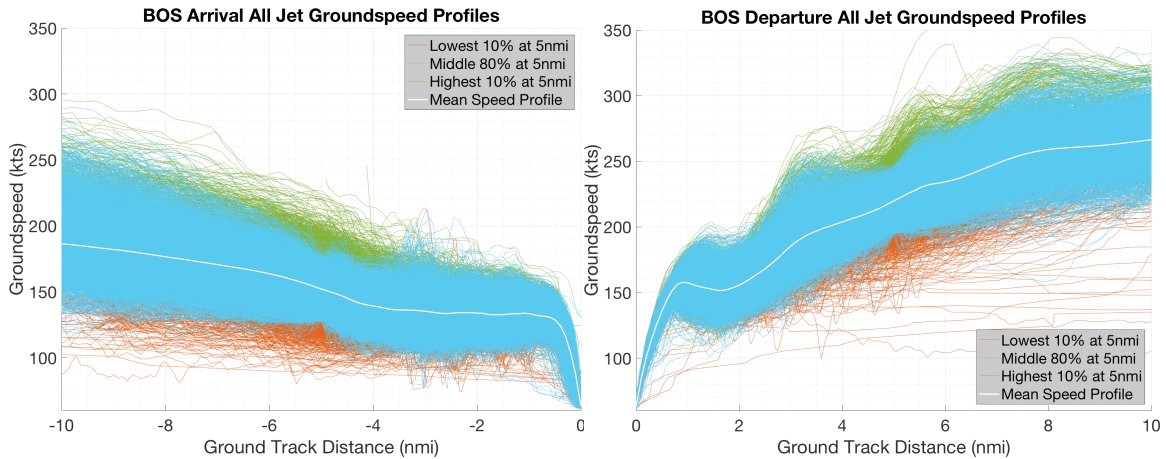 BOS Arrival All Jet Groundspeed Profiles
350
300
250
200
150
100
Groundspeed (kts)
Lowest 10% at 5nmi
Middle 80% at 5nmi
Highest 10% at 5nmi
Mean Speed Profile
-10
-8
-6
-4
-2
0
Ground Track Distance (nmi)
BOS Departure All Jet Groundspeed Profiles
350
300
250
200
150
100
Groundspeed (kts)
Lowest 10% at 5nmi
Middle 80% at 5nmi
Highest 10% at 5nmi
Mean Speed Profile
0
2
4
6
8
10
Ground Track Distance (nmi)